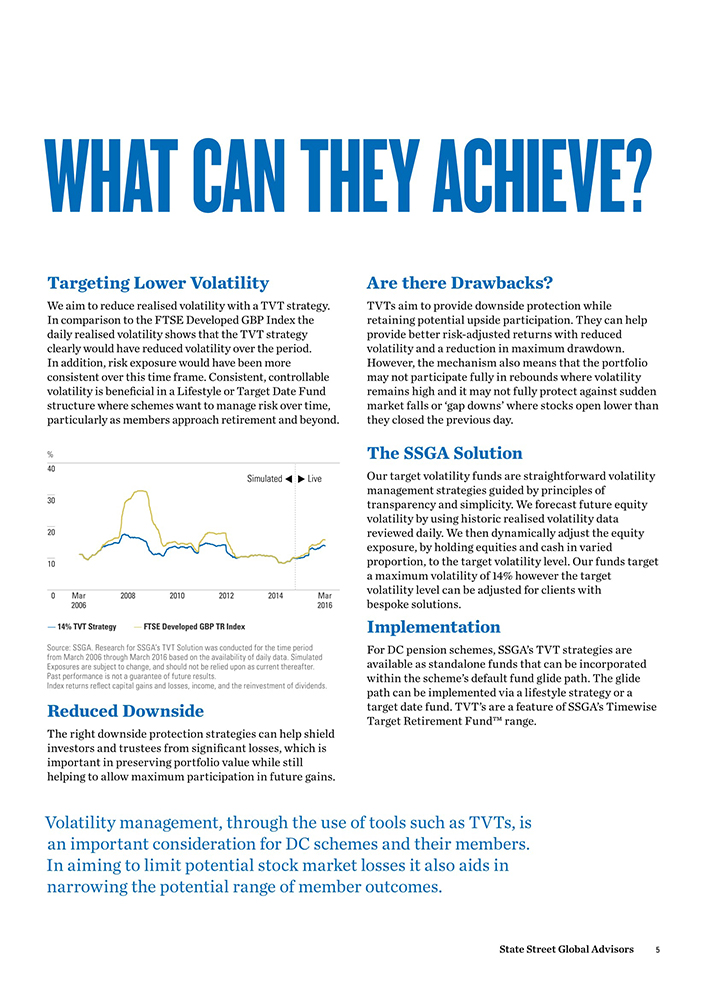 WHAT CAN THEY ACHIEVE?
Targeting Lower Volatility
We aim to reduce realised volatility with a TVT strategy.
In comparison to the FTSE Developed GBP Index the
daily realised volatility shows that the TVT strategy
clearly would have reduced volatility over the period.
In addition, risk exposure would have been more
consistent over this time frame. Consistent, controllable
volatility is beneficial in a Lifestyle or Target Date Fund
structure where schemes want to manage risk over time,
particularly as members approach retirement and beyond.
%
40
Simulated ◀ ▶ Live
30
20
10
0 Mar 2008 2010 2012 2014 Mar
2006 2016
14% TVT Strategy FTSE Developed GBP TR Index
Source: SSGA. Research for SSGA's TVT Solution was conducted for the time period
from March 2006 through March 2016 based on the availability of daily data. Simulated
Exposures are subject to change, and should not be relied upon as current thereafter.
Past performance is not a guarantee of future results.
Index returns reflect capital gains and losses, income, and the reinvestment of dividends.
Reduced Downside
The right downside protection strategies can help shield
investors and trustees from significant losses, which is
important in preserving portfolio value while still
helping to allow maximum participation in future gains.
Are there Drawbacks?
TVTs aim to provide downside protection while
retaining potential upside participation. They can help
provide better risk-adjusted returns with reduced
volatility and a reduction in maximum drawdown.
However, the mechanism also means that the portfolio
may not participate fully in rebounds where volatility
remains high and it may not fully protect against sudden
market falls or ‘gap downs’ where stocks open lower than
they closed the previous day.
The SSGA Solution
Our target volatility funds are straightforward volatility
management strategies guided by principles of
transparency and simplicity. We forecast future equity
volatility by using historic realised volatility data
reviewed daily. We then dynamically adjust the equity
exposure, by holding equities and cash in varied
proportion, to the target volatility level. Our funds target
a maximum volatility of 14% however the target
volatility level can be adjusted for clients with
bespoke solutions.
Implementation
For DC pension schemes, SSGA’s TVT strategies are
available as standalone funds that can be incorporated
within the scheme’s default fund glide path. The glide
path can be implemented via a lifestyle strategy or a
target date fund. TVT’s are a feature of SSGA’s Timewise
Target Retirement Fund™ range.
Volatility management, through the use of tools such as TVTs, is
an important consideration for DC schemes and their members.
In aiming to limit potential stock market losses it also aids in
narrowing the potential range of member outcomes.
State Street Global Advisors 5